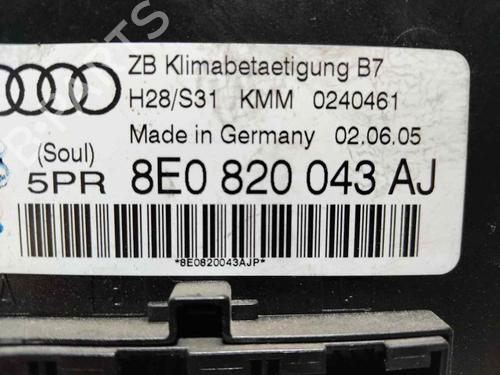 ZB Klimabetaetigung B7
H28/S31 KMM 0240461
Made in Germany 02.06.05
(Soul)
5PR 8E0 820 043 AJ
*8E0820043AJP*